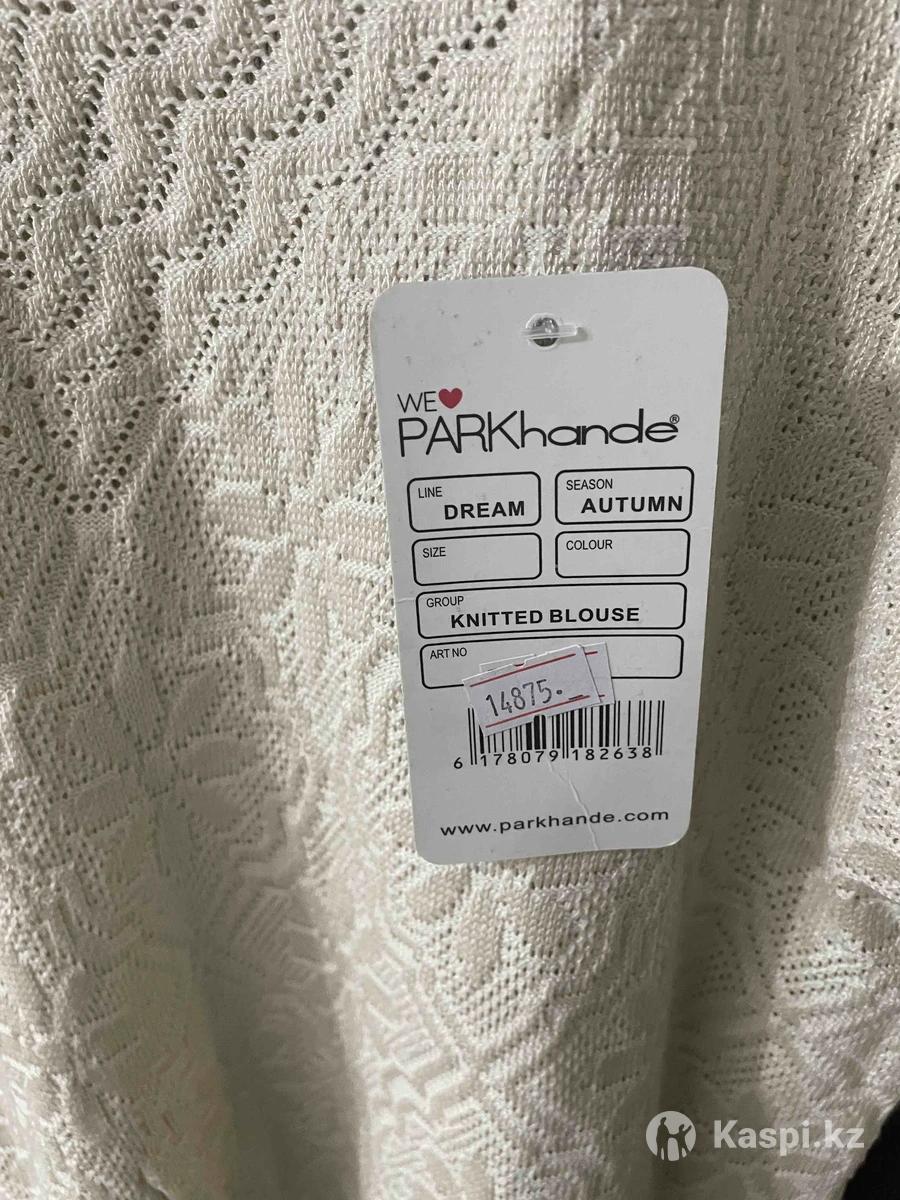 WE
PARKhande®
LINE
DREAM
SEASON
AUTUMN
SIZE
COLOUR
GROUP
KNITTED BLOUSE
ART NO
14875.-
6 178079 182638
www.parkhande.com
Kaspi.kz